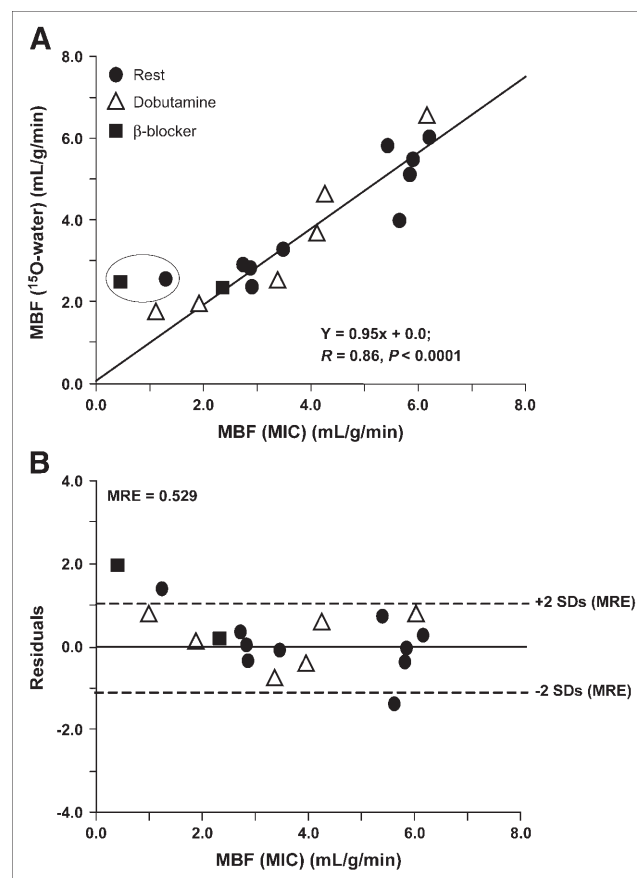 A
8.0
6.0
4.0
2.0
0.0
MBF (¹⁵O-water) (mL/g/min)
Rest
Dobutamine
β-blocker
Y = 0.95x + 0.0;
R = 0.86, P < 0.0001
0.0 2.0 4.0 6.0 8.0
MBF (MIC) (mL/g/min)
B
4.0
2.0
0.0
-2.0
-4.0
Residuals
MRE = 0.529
+2 SDs (MRE)
-2 SDs (MRE)
0.0 2.0 4.0 6.0 8.0
MBF (MIC) (mL/g/min)